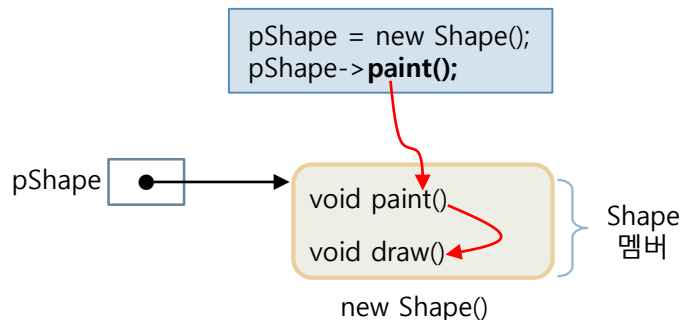 pShape = new Shape();
pShape->paint();
pShape
void paint()
void draw()
Shape
멤버
new Shape()